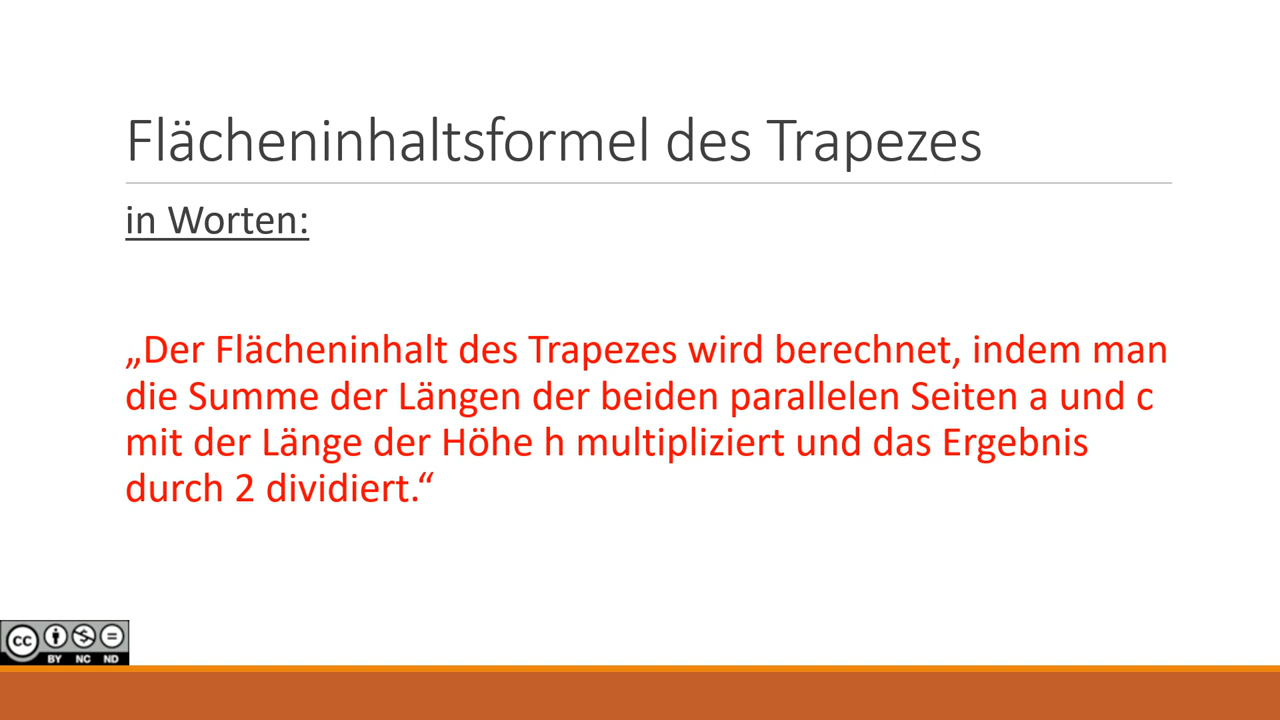 Flächeninhaltsformel des Trapezes
in Worten:
„Der Flächeninhalt des Trapezes wird berechnet, indem man
die Summe der Längen der beiden parallelen Seiten a und c
mit der Länge der Höhe h multipliziert und das Ergebnis
durch 2 dividiert.“
cc
BY NC ND